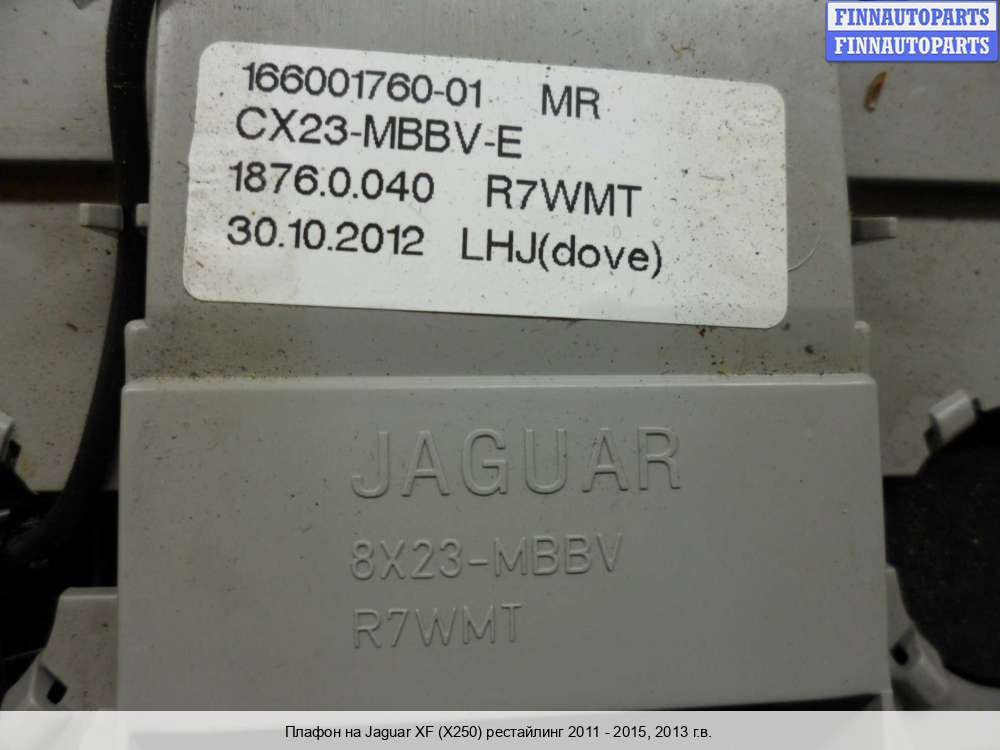 FINNAUTOPARTS
FINNAUTOPARTS
166001760-01 MR
CX23-MBBV-E
1876.0.040 R7WMT
30.10.2012 LHJ(dove)
JAGUAR
8X23-MBBV
R7WMT
Плафон на Jaguar XF (X250) рестайлинг 2011 - 2015, 2013 г.в.